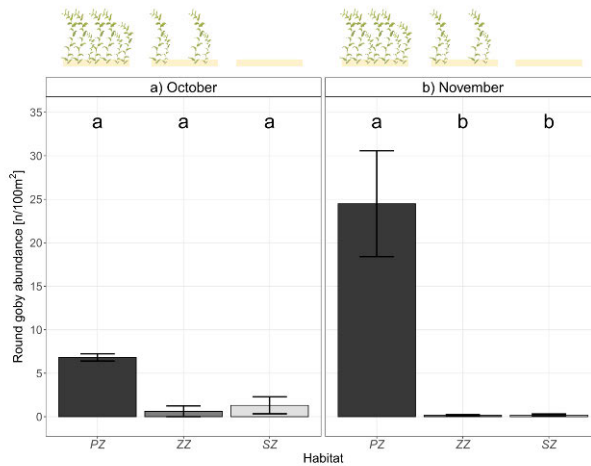 a) October
b) November
a a a
a b b
35
30
25
20
15
10
5
0
Round goby abundance [n/100m²]
PZ ZZ SZ
PZ ZZ SZ
Habitat